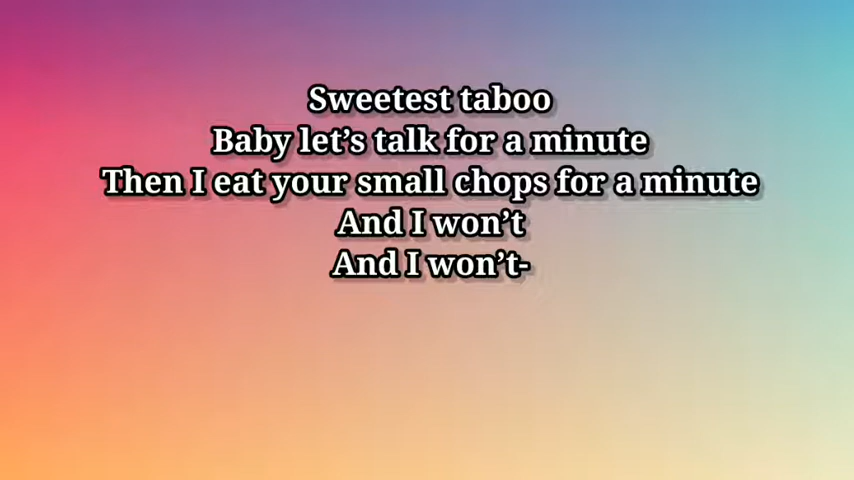 Sweetest taboo
Baby let’s talk for a minute
Then I eat your small chops for a minute
And I won’t
And I won’t-